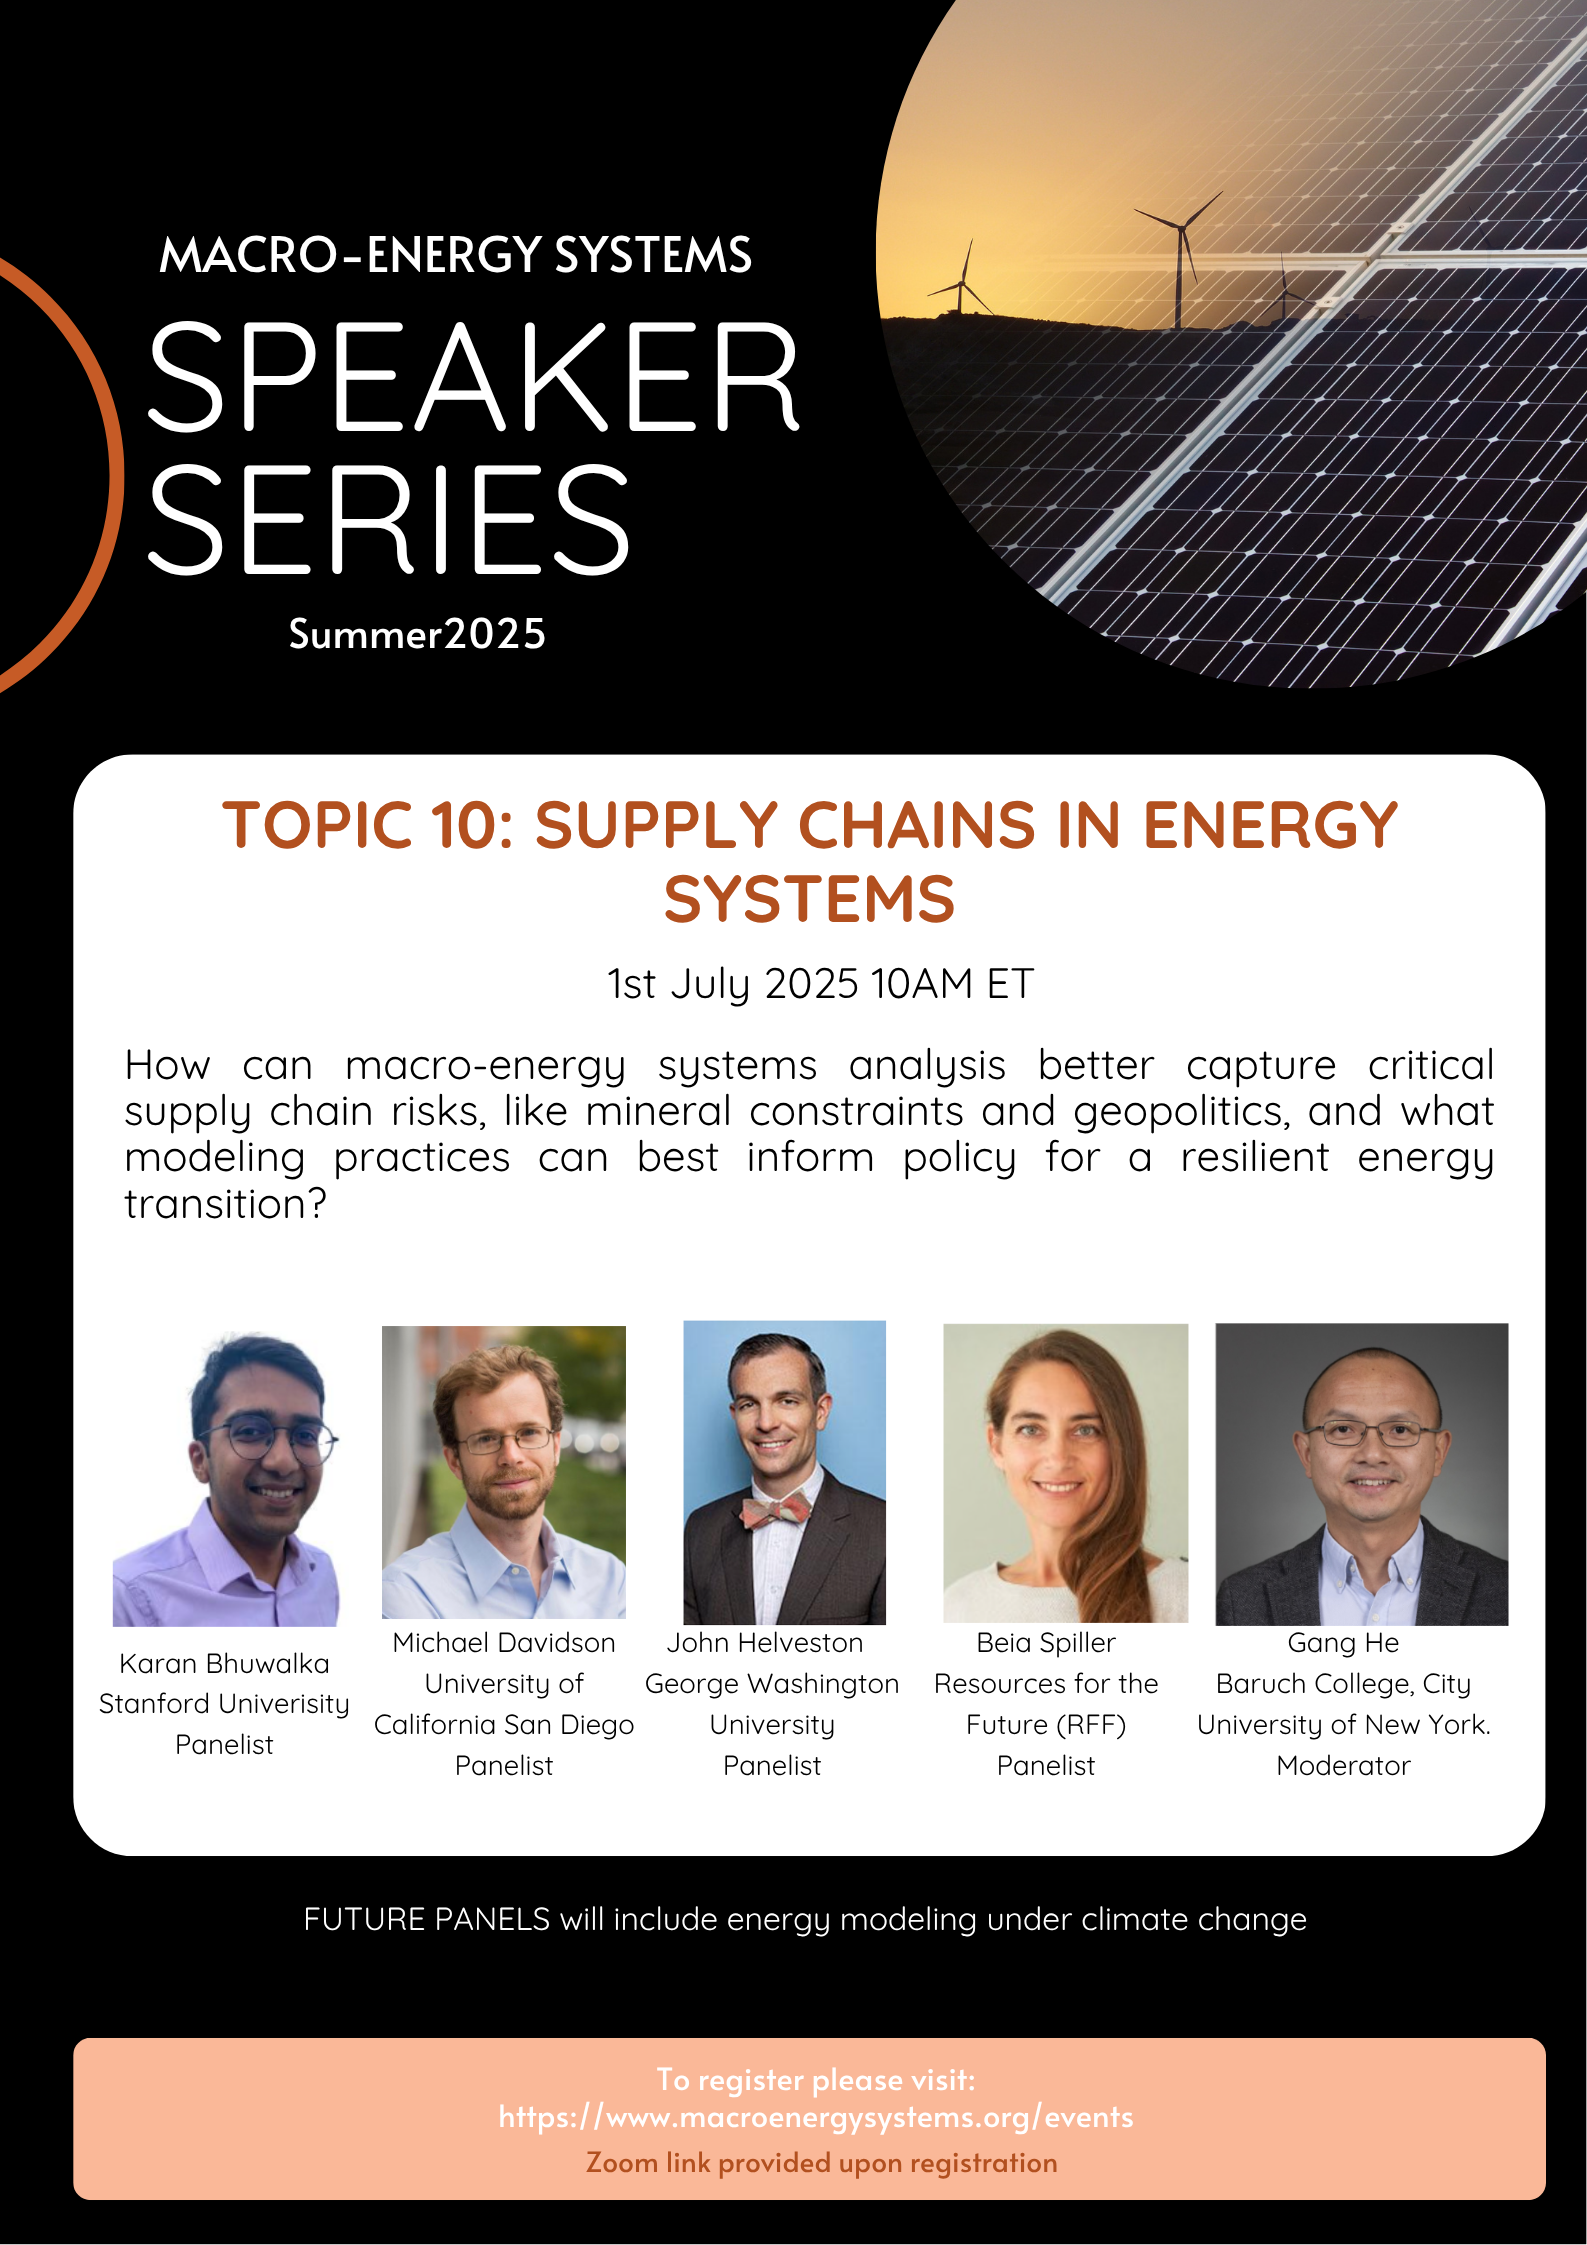 MACRO-ENERGY SYSTEMS
SPEAKER
SERIES
Summer2025
TOPIC 10: SUPPLY CHAINS IN ENERGY
SYSTEMS
1st July 2025 10AM ET
How can macro-energy systems analysis better capture critical
supply chain risks, like mineral constraints and geopolitics, and what
modeling practices can best inform policy for a resilient energy
transition?
Karan Bhuwalka
Stanford Univerisity
Panelist
Michael Davidson
University of
California San Diego
Panelist
John Helveston
George Washington
University
Panelist
Beia Spiller
Resources for the
Future (RFF)
Panelist
Gang He
Baruch College, City
University of New York.
Moderator
FUTURE PANELS will include energy modeling under climate change
To register please visit:
https://www.macroenergysystems.org/events
Zoom link provided upon registration